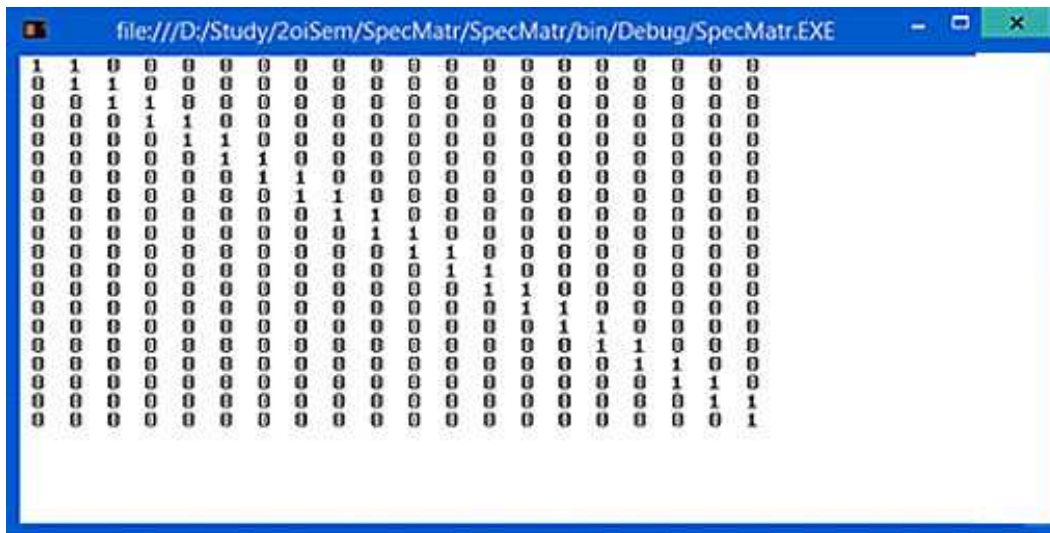 file:///D:/Study/2oiSem/SpecMatr/SpecMatr/bin/Debug/SpecMatr.EXE
1 1 0 0 0 0 0 0 0 0 0 0 0 0 0 0 0 0 0 0
0 1 1 0 0 0 0 0 0 0 0 0 0 0 0 0 0 0 0 0
0 0 1 1 0 0 0 0 0 0 0 0 0 0 0 0 0 0 0 0
0 0 0 1 1 0 0 0 0 0 0 0 0 0 0 0 0 0 0 0
0 0 0 0 1 1 0 0 0 0 0 0 0 0 0 0 0 0 0 0
0 0 0 0 0 1 1 0 0 0 0 0 0 0 0 0 0 0 0 0
0 0 0 0 0 0 1 1 0 0 0 0 0 0 0 0 0 0 0 0
0 0 0 0 0 0 0 1 1 0 0 0 0 0 0 0 0 0 0 0
0 0 0 0 0 0 0 0 1 1 0 0 0 0 0 0 0 0 0 0
0 0 0 0 0 0 0 0 0 1 1 0 0 0 0 0 0 0 0 0
0 0 0 0 0 0 0 0 0 0 1 1 0 0 0 0 0 0 0 0
0 0 0 0 0 0 0 0 0 0 0 1 1 0 0 0 0 0 0 0
0 0 0 0 0 0 0 0 0 0 0 0 1 1 0 0 0 0 0 0
0 0 0 0 0 0 0 0 0 0 0 0 0 1 1 0 0 0 0 0
0 0 0 0 0 0 0 0 0 0 0 0 0 0 1 1 0 0 0 0
0 0 0 0 0 0 0 0 0 0 0 0 0 0 0 1 1 0 0 0
0 0 0 0 0 0 0 0 0 0 0 0 0 0 0 0 1 1 0 0
0 0 0 0 0 0 0 0 0 0 0 0 0 0 0 0 0 1 1 0
0 0 0 0 0 0 0 0 0 0 0 0 0 0 0 0 0 0 1 1
0 0 0 0 0 0 0 0 0 0 0 0 0 0 0 0 0 0 0 1